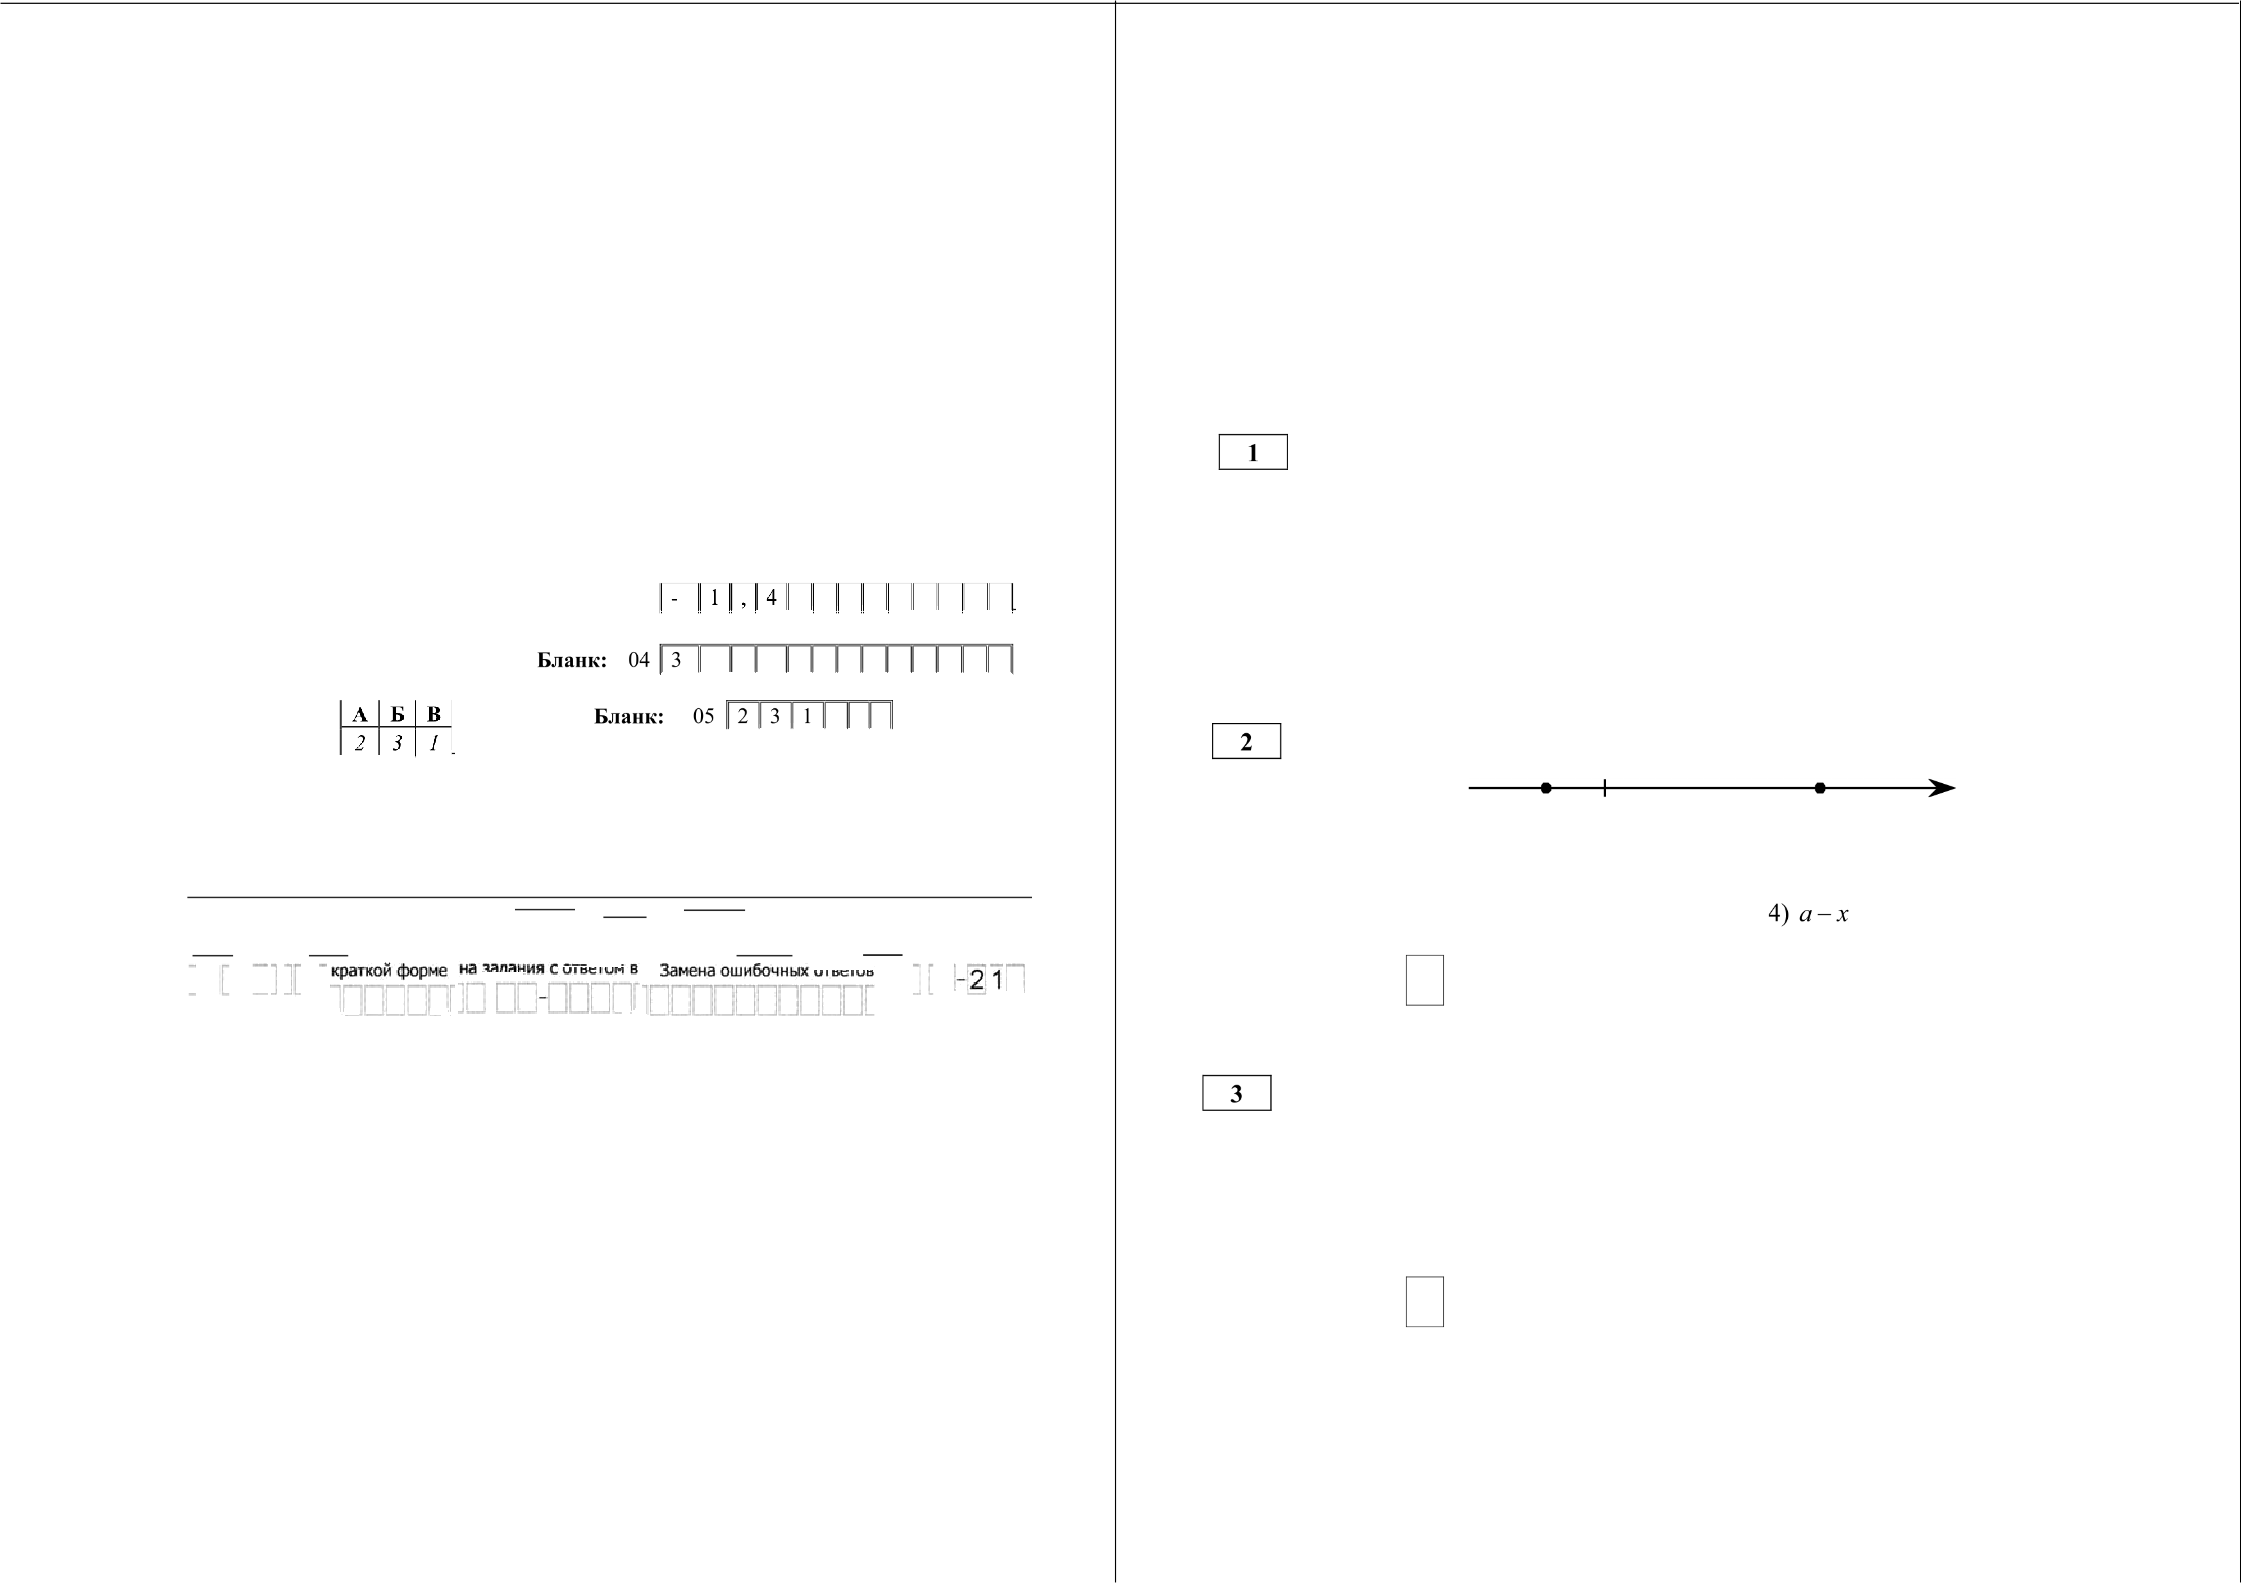 - 1 , 4
Бланк: 04 3
А Б В
2 3 1
Бланк: 05 2 3 1
краткой форме на задания с ответом в Замена ошибочных ответов
-
-21
1
2
4) a – x
3